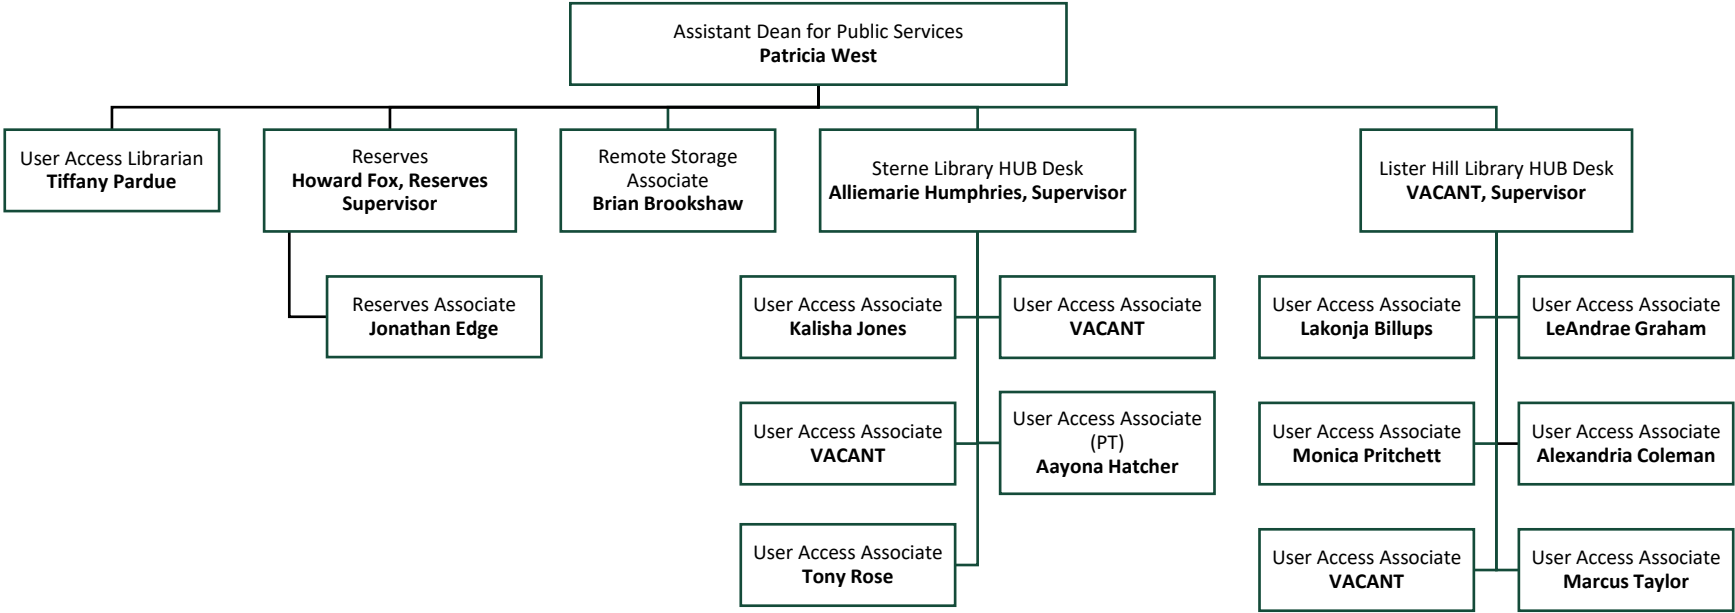 Assistant Dean for Public Services
Patricia West
User Access Librarian
Tiffany Pardue
Reserves
Howard Fox, Reserves
Supervisor
Remote Storage
Associate
Brian Brookshaw
Sterne Library HUB Desk
Alliemarie Humphries, Supervisor
Lister Hill Library HUB Desk
VACANT, Supervisor
Reserves Associate
Jonathan Edge
User Access Associate
Kalisha Jones
User Access Associate
VACANT
User Access Associate
Lakonja Billups
User Access Associate
LeAndrae Graham
User Access Associate
VACANT
User Access Associate
(PT)
Aayona Hatcher
User Access Associate
Monica Pritchett
User Access Associate
Alexandria Coleman
User Access Associate
Tony Rose
User Access Associate
VACANT
User Access Associate
Marcus Taylor